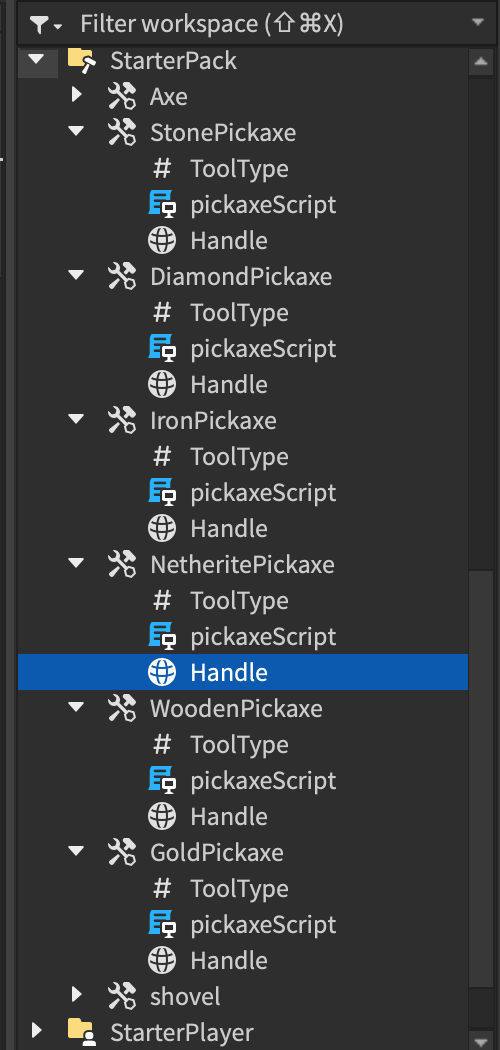 Filter workspace (⇧⌘X)
StarterPack
Axe
StonePickaxe
# ToolType
pickaxeScript
Handle
DiamondPickaxe
# ToolType
pickaxeScript
Handle
IronPickaxe
# ToolType
pickaxeScript
Handle
NetheritePickaxe
# ToolType
pickaxeScript
Handle
WoodenPickaxe
# ToolType
pickaxeScript
Handle
GoldPickaxe
# ToolType
pickaxeScript
Handle
shovel
StarterPlayer